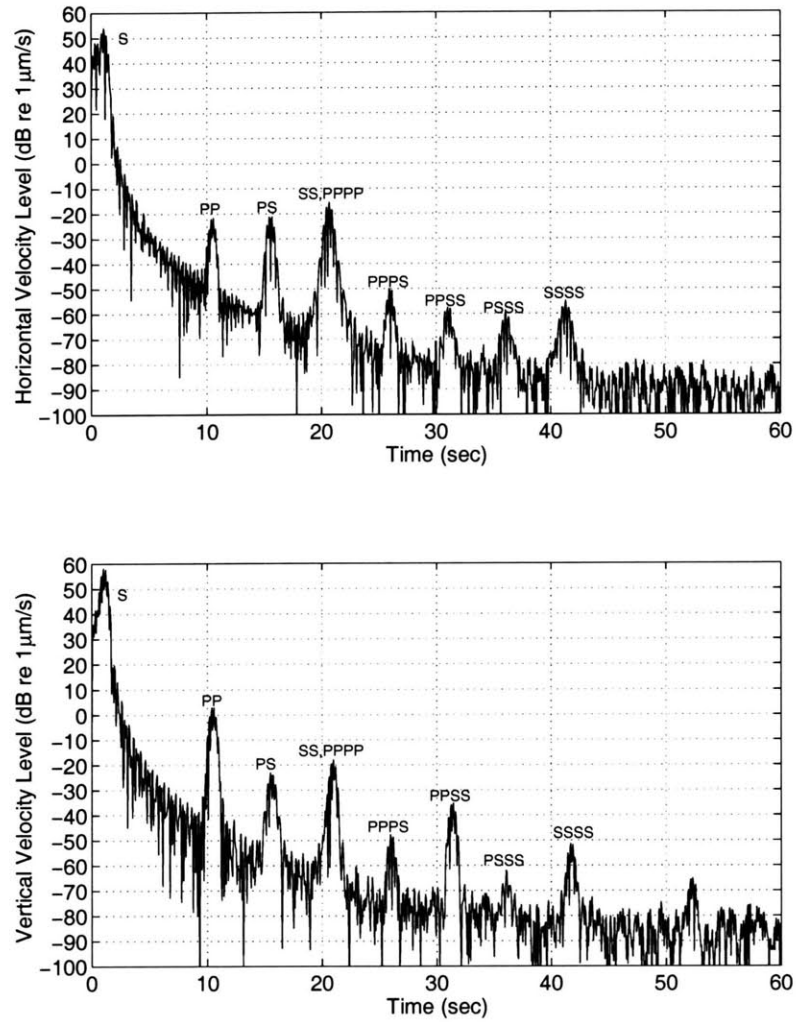 Horizontal Velocity Level (dB re 1μm/s)
60
50
40
30
20
10
0
−10
−20
−30
−40
−50
−60
−70
−80
−90
−100
S
PP
PS
SS,PPPP
PPPS
PPSS
PSSS
SSSS
0 10 20 30 40 50 60
Time (sec)
Vertical Velocity Level (dB re 1μm/s)
60
50
40
30
20
10
0
−10
−20
−30
−40
−50
−60
−70
−80
−90
−100
S
PP
PS
SS,PPPP
PPPS
PPSS
PSSS
SSSS
0 10 20 30 40 50 60
Time (sec)